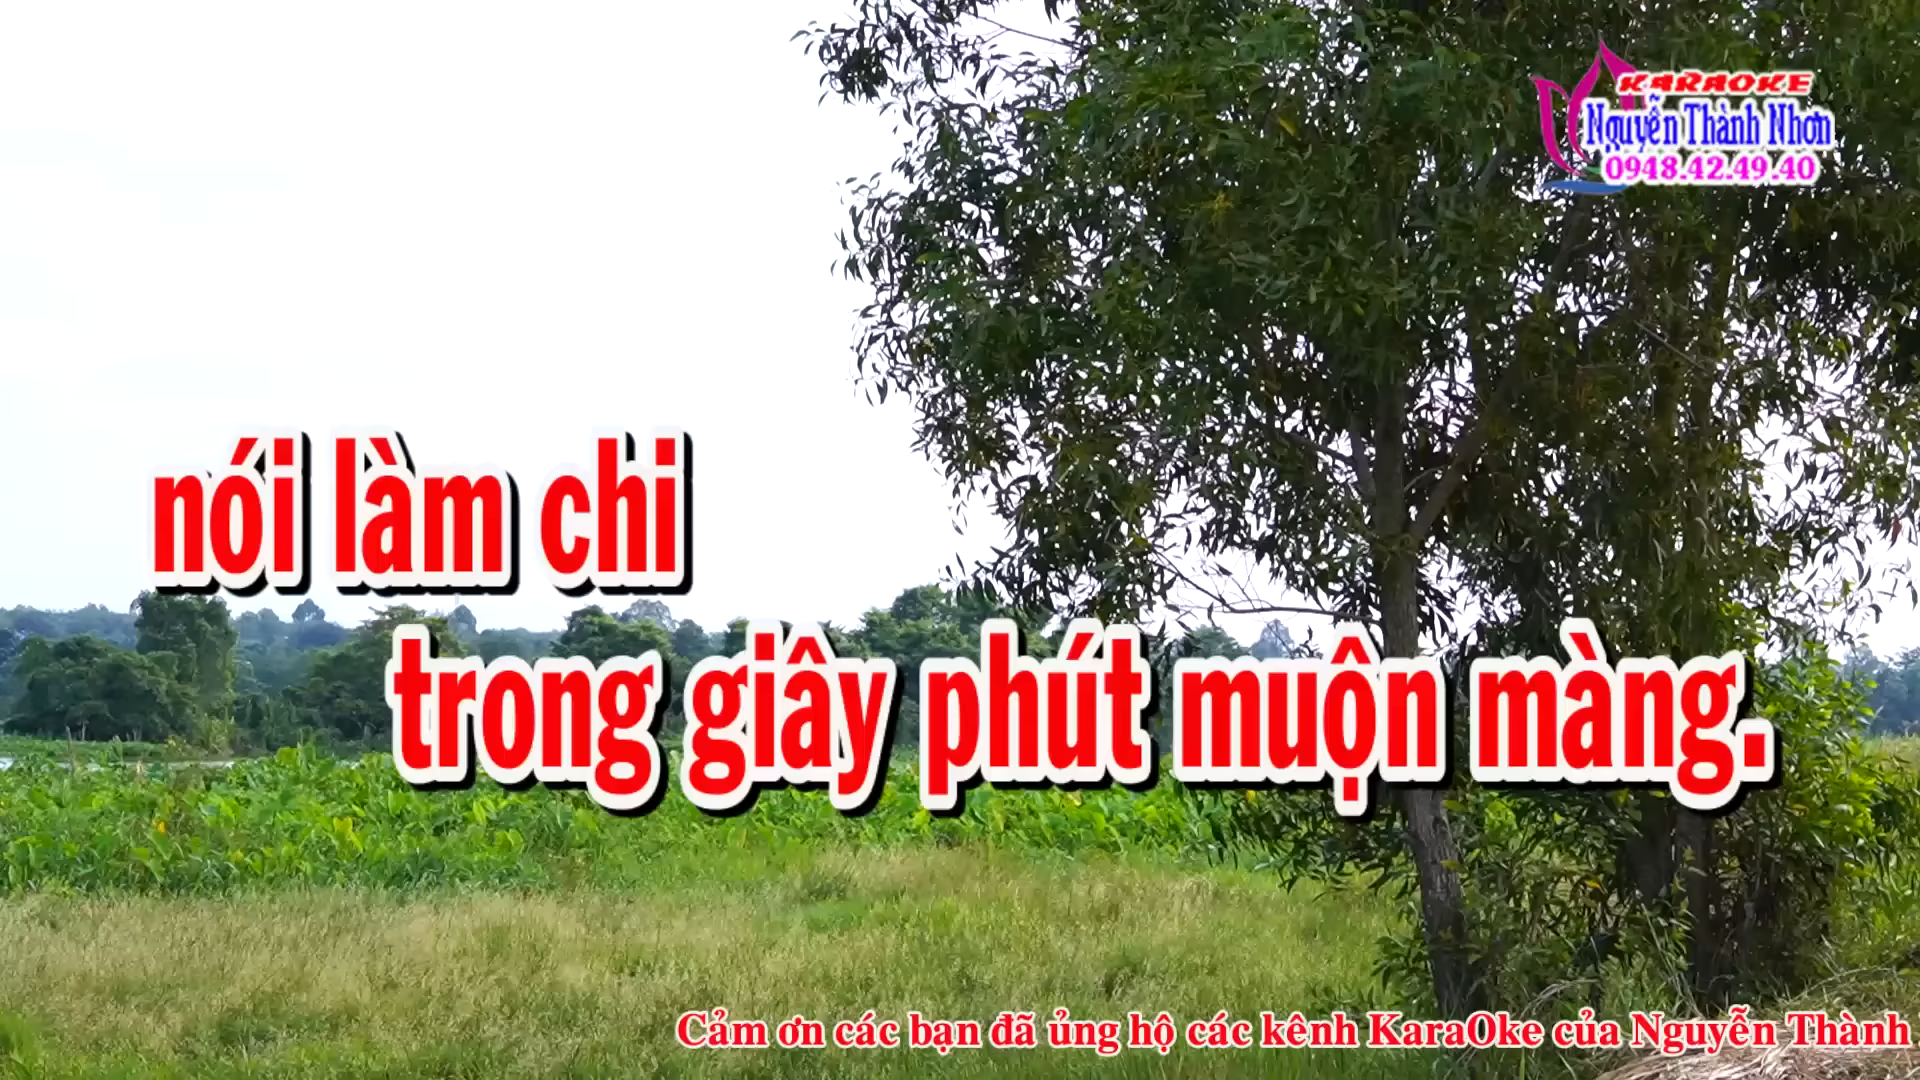 KARAOKE
Nguyễn Thành Nhơn
0948.42.49.40
nói làm chi
trong giây phút muộn màng.
Cảm ơn các bạn đã ủng hộ các kênh KaraOke của Nguyễn Thành